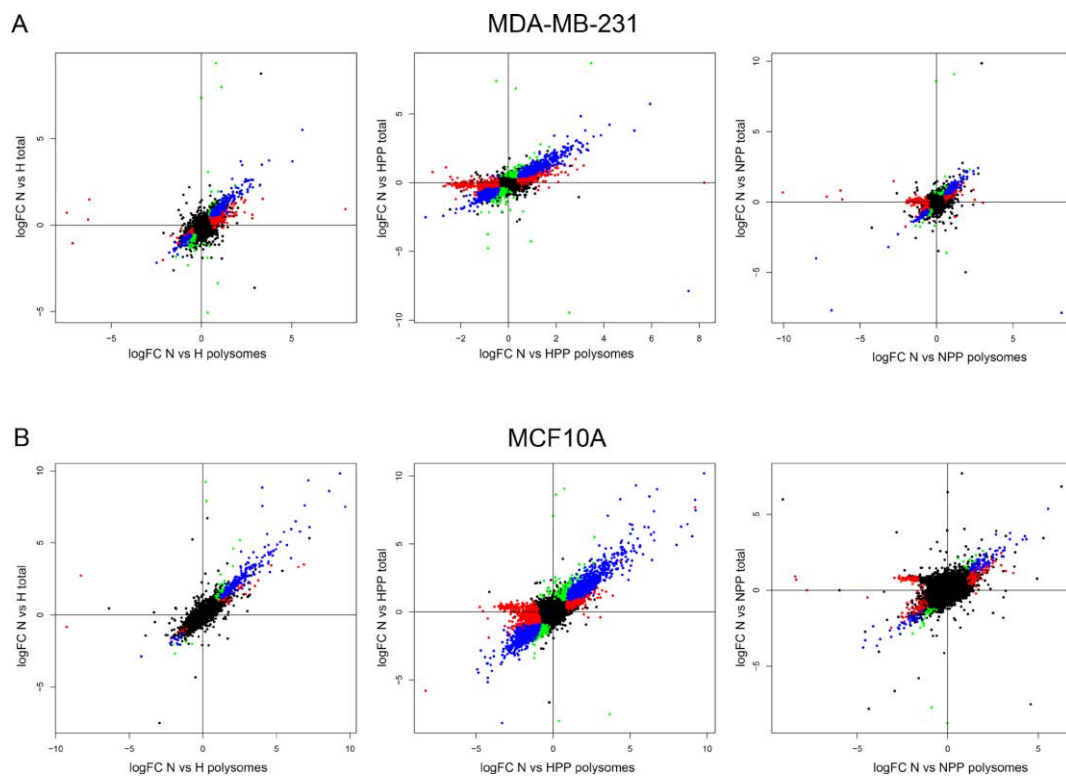 A
MDA-MB-231
logFC N vs H total
5
0
−5
−5
0
5
logFC N vs H polysomes
logFC N vs HPP total
5
0
−5
−10
−2
0
2
4
6
8
logFC N vs HPP polysomes
logFC N vs NPP total
10
5
0
−5
−10
−5
0
5
logFC N vs NPP polysomes
B
MCF10A
logFC N vs H total
10
5
0
−5
−10
−5
0
5
10
logFC N vs H polysomes
logFC N vs HPP total
10
5
0
−5
−5
0
5
10
logFC N vs HPP polysomes
logFC N vs NPP total
5
0
−5
−5
0
5
logFC N vs NPP polysomes